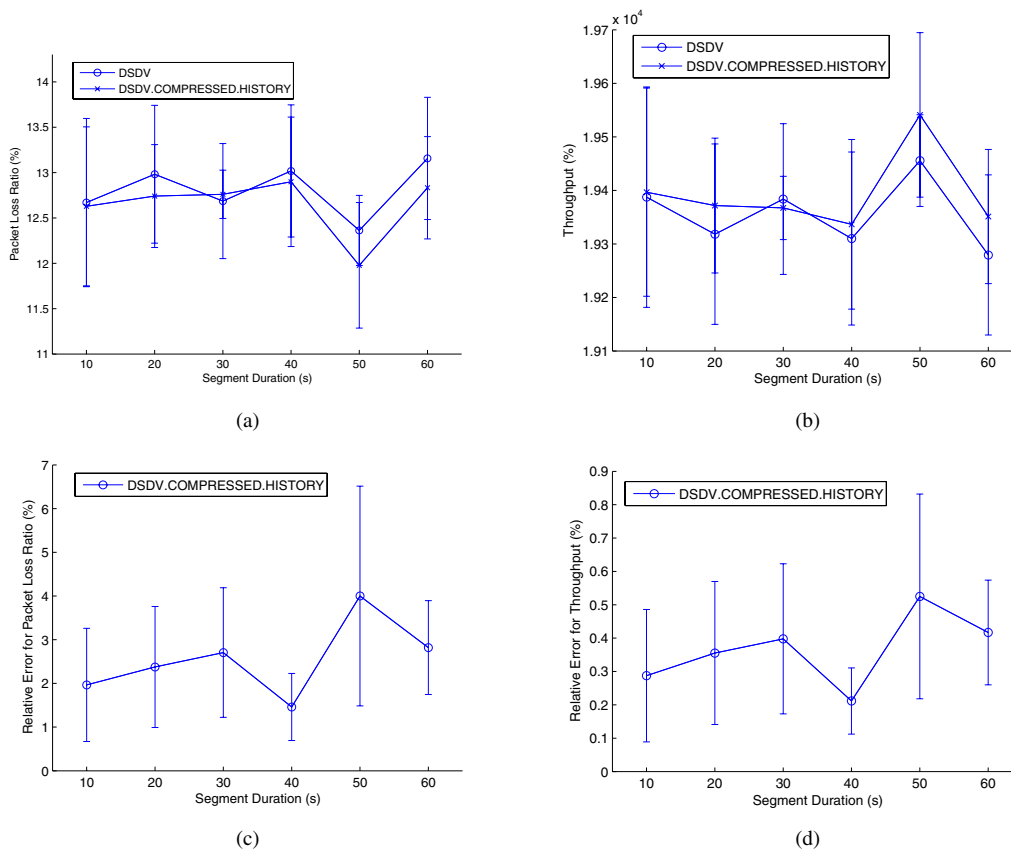 14
13.5
13
12.5
12
11.5
11
Packet Loss Ratio (%)
DSDV
DSDV.COMPRESSED.HISTORY
10 20 30 40 50 60
Segment Duration (s)
(a)
x 10^4
1.97
1.96
1.95
1.94
1.93
1.92
1.91
Throughput (%)
DSDV
DSDV.COMPRESSED.HISTORY
10 20 30 40 50 60
Segment Duration (s)
(b)
7
6
5
4
3
2
1
0
Relative Error for Packet Loss Ratio (%)
DSDV.COMPRESSED.HISTORY
10 20 30 40 50 60
Segment Duration (s)
(c)
0.9
0.8
0.7
0.6
0.5
0.4
0.3
0.2
0.1
0
Relative Error for Throughput (%)
DSDV.COMPRESSED.HISTORY
10 20 30 40 50 60
Segment Duration (s)
(d)